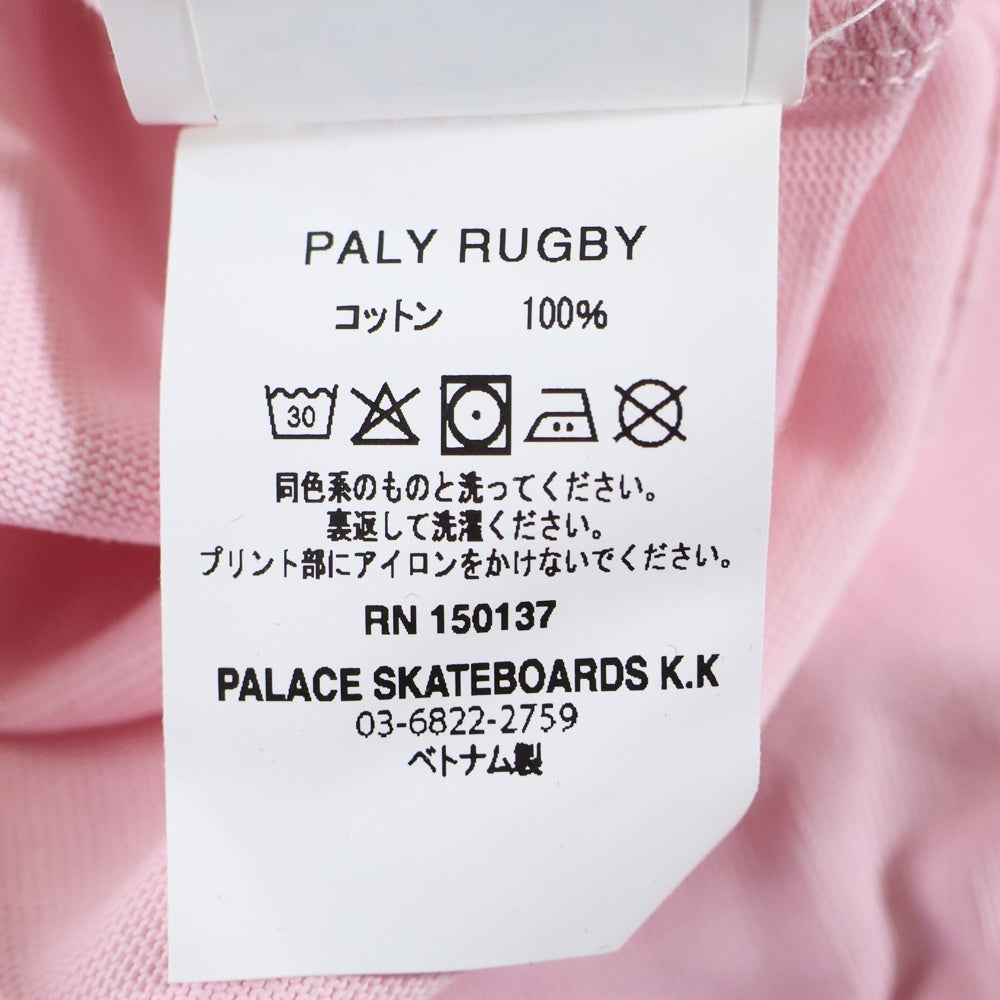 PALY RUGBY
コットン 100%
30
同色系のものと洗ってください。
裏返して洗濯ください。
プリント部にアイロンをかけないでください。
RN 150137
PALACE SKATEBOARDS K.K
03-6822-2759
ベトナム製